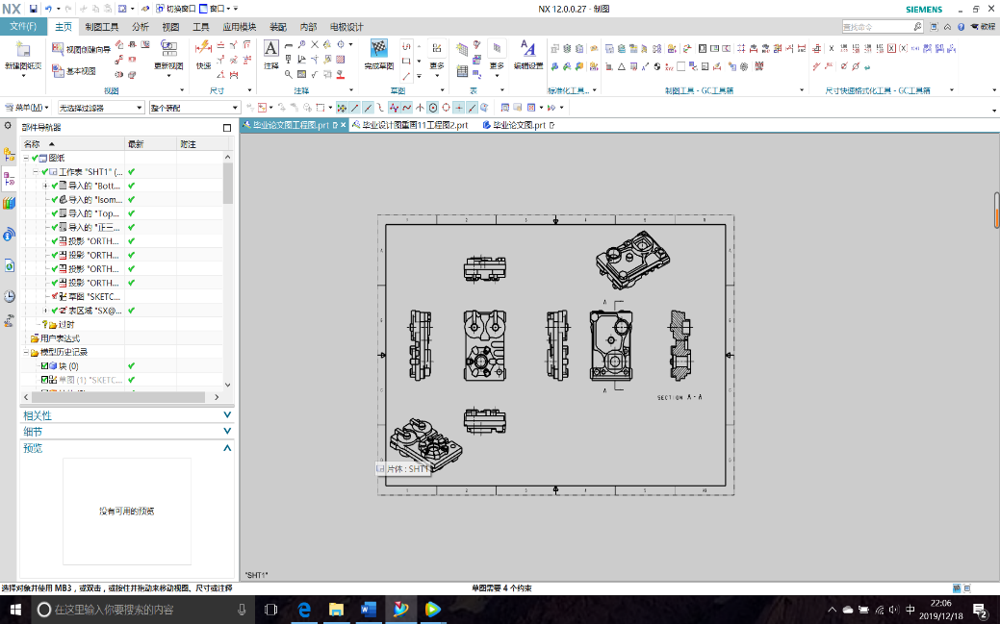 NX 切换窗口 窗口 NX 12.0.0.27 - 制图 SIEMENS
文件(F) 主页 制图工具 分析 视图 工具 应用模块 装配 内部 电极设计 查找命令 教程
新建图纸页 视图创建向导 基本视图 更新视图 快速 A 注释 完成草图 更多 更多 编辑设置
视图 尺寸 注释 草图 表 标准化工具... 制图工具 - GC工具箱 尺寸快速格式化工具 - GC工具箱
菜单(M) 无选择过滤器 整个装配
部件导航器 毕业论文图工程图.prt 毕业设计图重画11工程图2.prt 毕业论文图.prt
名称 最新 附注
图纸
工作表 "SHT1" (...
导入的 "Bott...
导入的 "Isom...
导入的 "Top...
导入的 "正三...
投影 "ORTH...
投影 "ORTH...
投影 "ORTH...
投影 "ORTH...
草图 "SKETC...
表区域 "SX@...
过时
用户表达式
模型历史记录
块 (0)
草图 (1) "SKETC...
相关性
细节
预览
没有可用的预览
A
A
SECTION A-A
片体 : SHT1
"SHT1"
选择对象并使用 MB3，或双击，或按住并拖动来移动视图、尺寸或注释 草图需要 4 个约束
在这里输入你要搜索的内容 中 22:06
2019/12/18 2